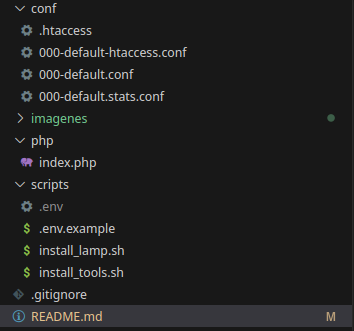 conf
.htaccess
000-default-htaccess.conf
000-default.conf
000-default.stats.conf
imagenes
php
index.php
scripts
.env
$ .env.example
$ install_lamp.sh
$ install_tools.sh
.gitignore
README.md M